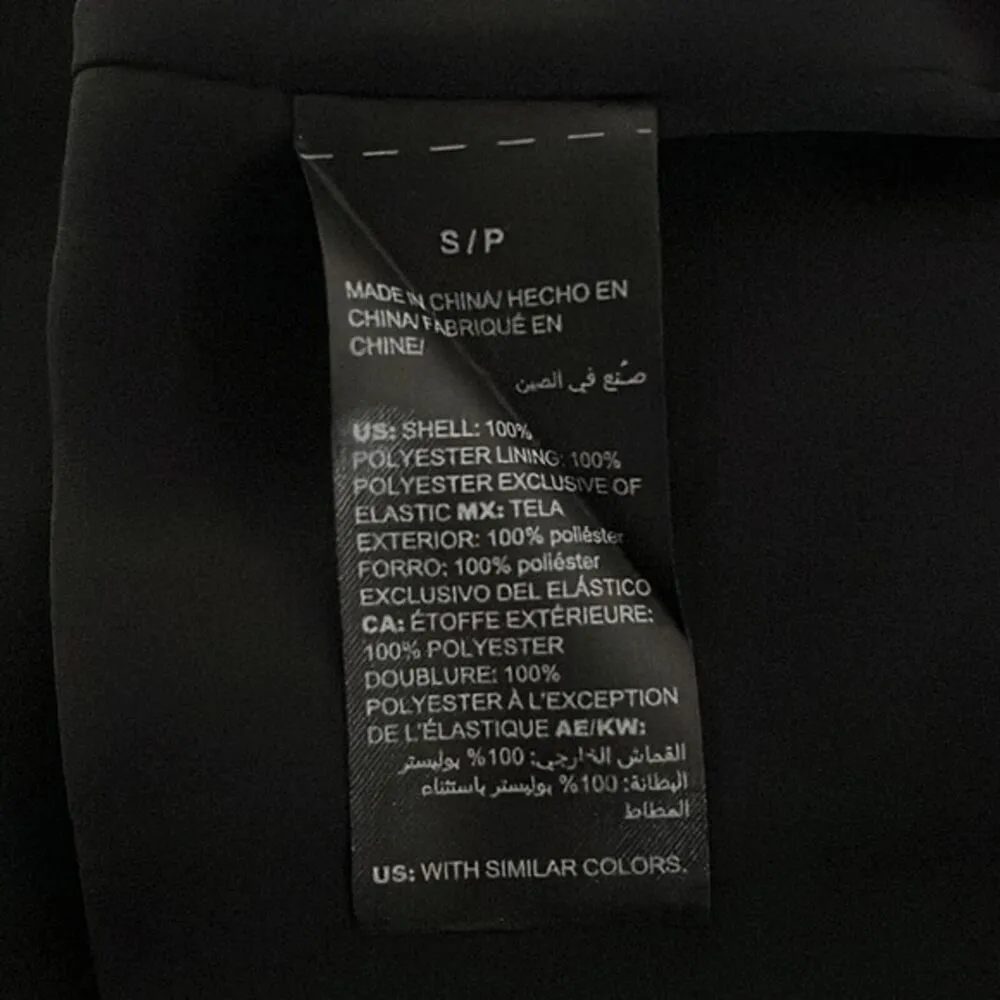 S / P
MADE IN CHINA/ HECHO EN
CHINA/ FABRIQUÉ EN
CHINE/
صُنع في الصين
US: SHELL: 100%
POLYESTER LINING: 100%
POLYESTER EXCLUSIVE OF
ELASTIC MX: TELA
EXTERIOR: 100% poliéster
FORRO: 100% poliéster
EXCLUSIVO DEL ELÁSTICO
CA: ÉTOFFE EXTÉRIEURE:
100% POLYESTER
DOUBLURE: 100%
POLYESTER À L'EXCEPTION
DE L'ÉLASTIQUE AE/KW:
القماش الخارجي: 100% بوليستر
البطانة: 100% بوليستر باستثناء
المطاط
US: WITH SIMILAR COLORS.